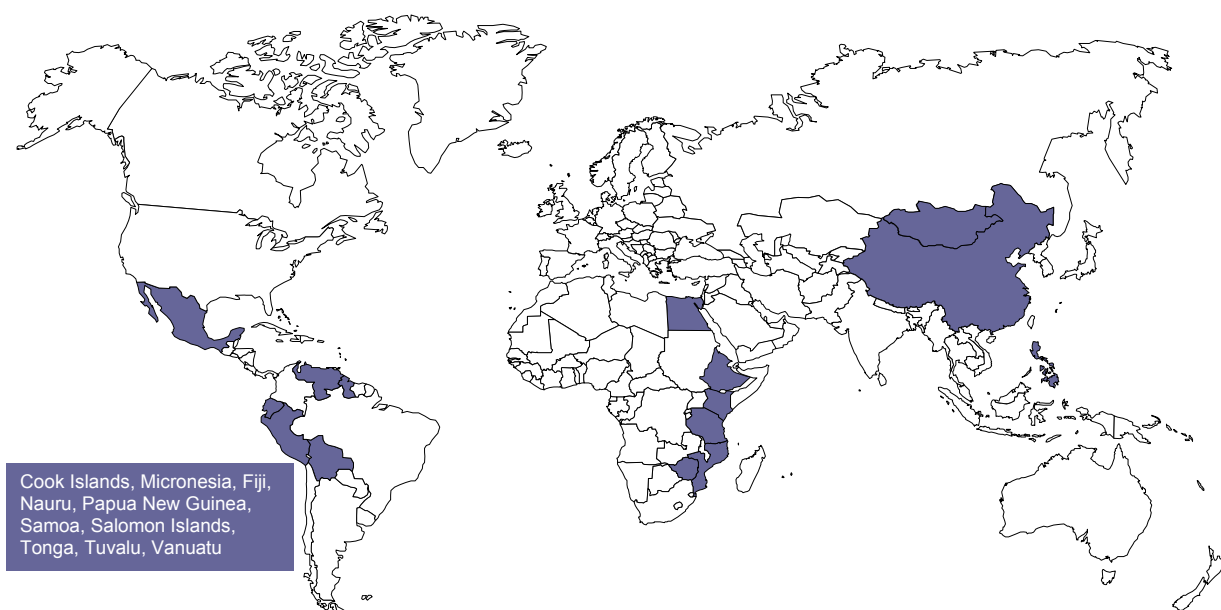 Cook Islands, Micronesia, Fiji,
Nauru, Papua New Guinea,
Samoa, Salomon Islands,
Tonga, Tuvalu, Vanuatu